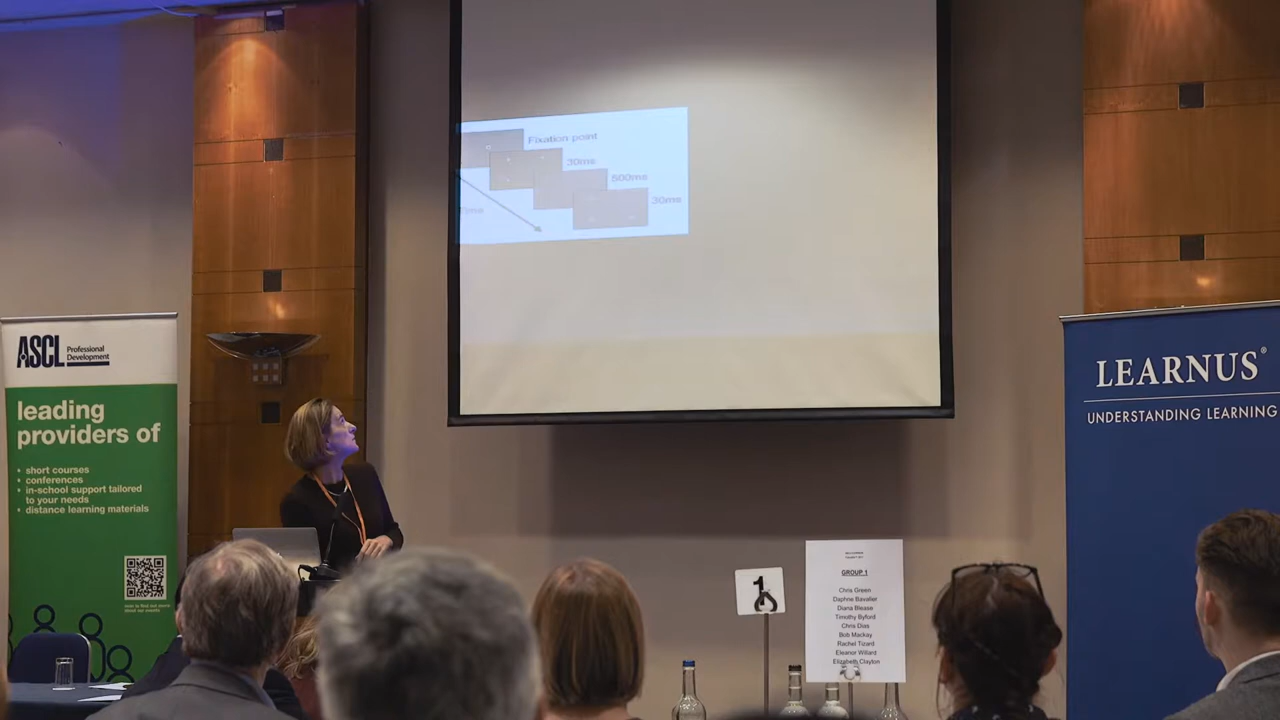 Fixation point
30ms
500ms
30ms
Time
ASCL Professional
Development
leading
providers of
• short courses
• conferences
• in-school support tailored
to your needs
• distance learning materials
LEARNUS®
UNDERSTANDING LEARNING
1
GROUP 1
Chris Green
Daphne Bavalier
Diana Blease
Timothy Byford
Chris Dias
Bob Mackay
Rachel Tizard
Eleanor Willard
Elizabeth Clayton